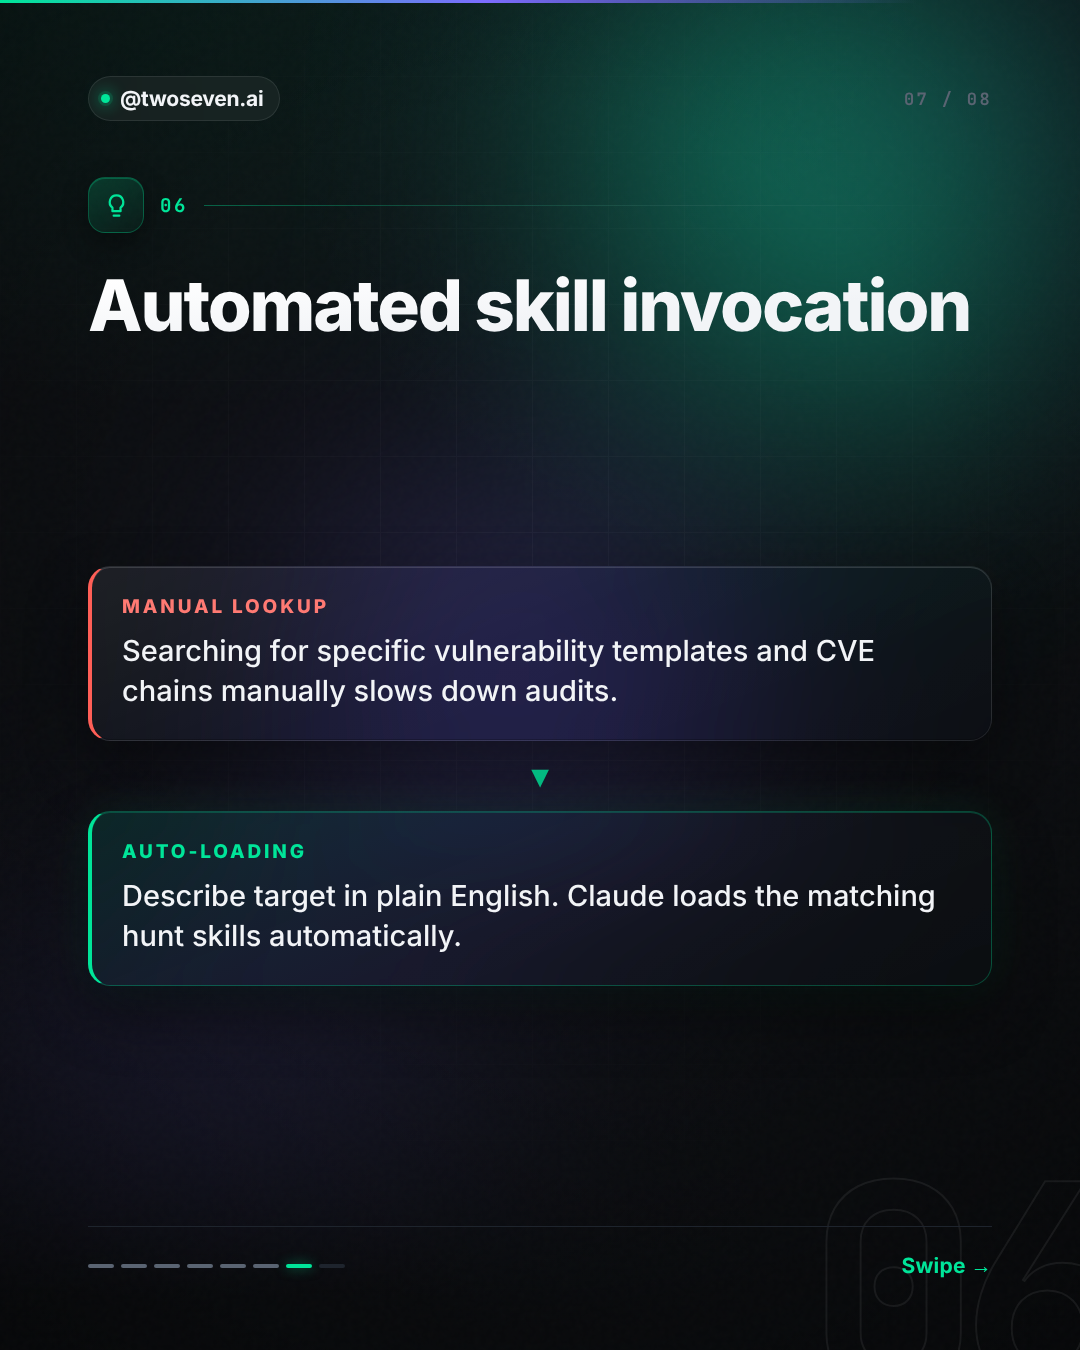 @twoseven.ai
07 / 08
06
Automated skill invocation
MANUAL LOOKUP
Searching for specific vulnerability templates and CVE
chains manually slows down audits.
▼
AUTO-LOADING
Describe target in plain English. Claude loads the matching
hunt skills automatically.
06
Swipe →